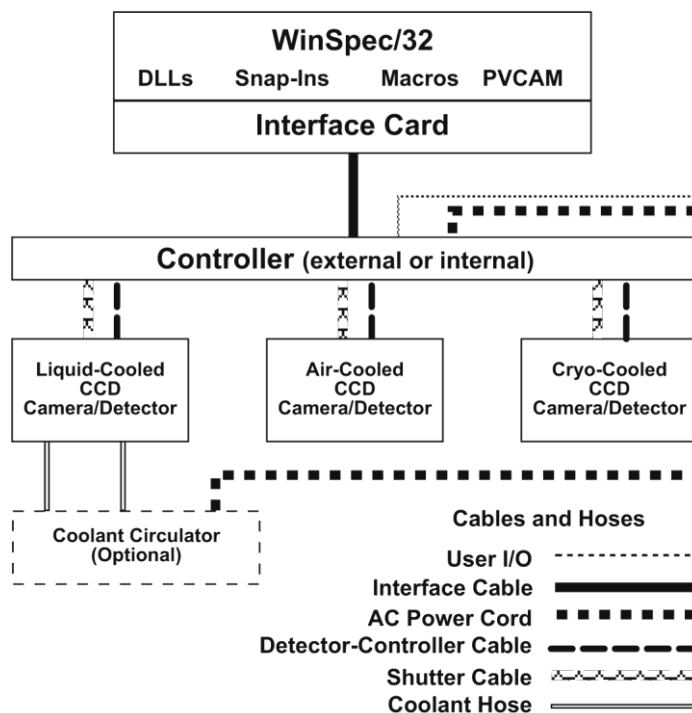 WinSpec/32
DLLs Snap-Ins Macros PVCAM
Interface Card
Controller (external or internal)
Liquid-Cooled
CCD
Camera/Detector
Air-Cooled
CCD
Camera/Detector
Cryo-Cooled
CCD
Camera/Detector
Coolant Circulator
(Optional)
Cables and Hoses
User I/O
Interface Cable
AC Power Cord
Detector-Controller Cable
Shutter Cable
Coolant Hose